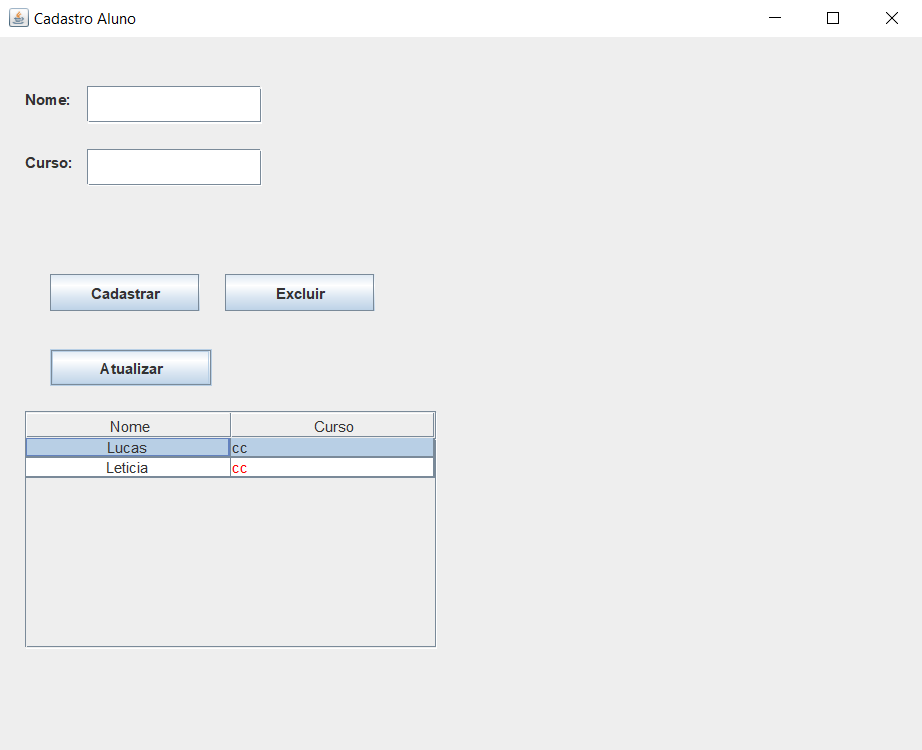 Cadastro Aluno
Nome:
Curso:
Cadastrar Excluir
Atualizar
Nome Curso
Lucas cc
Leticia cc